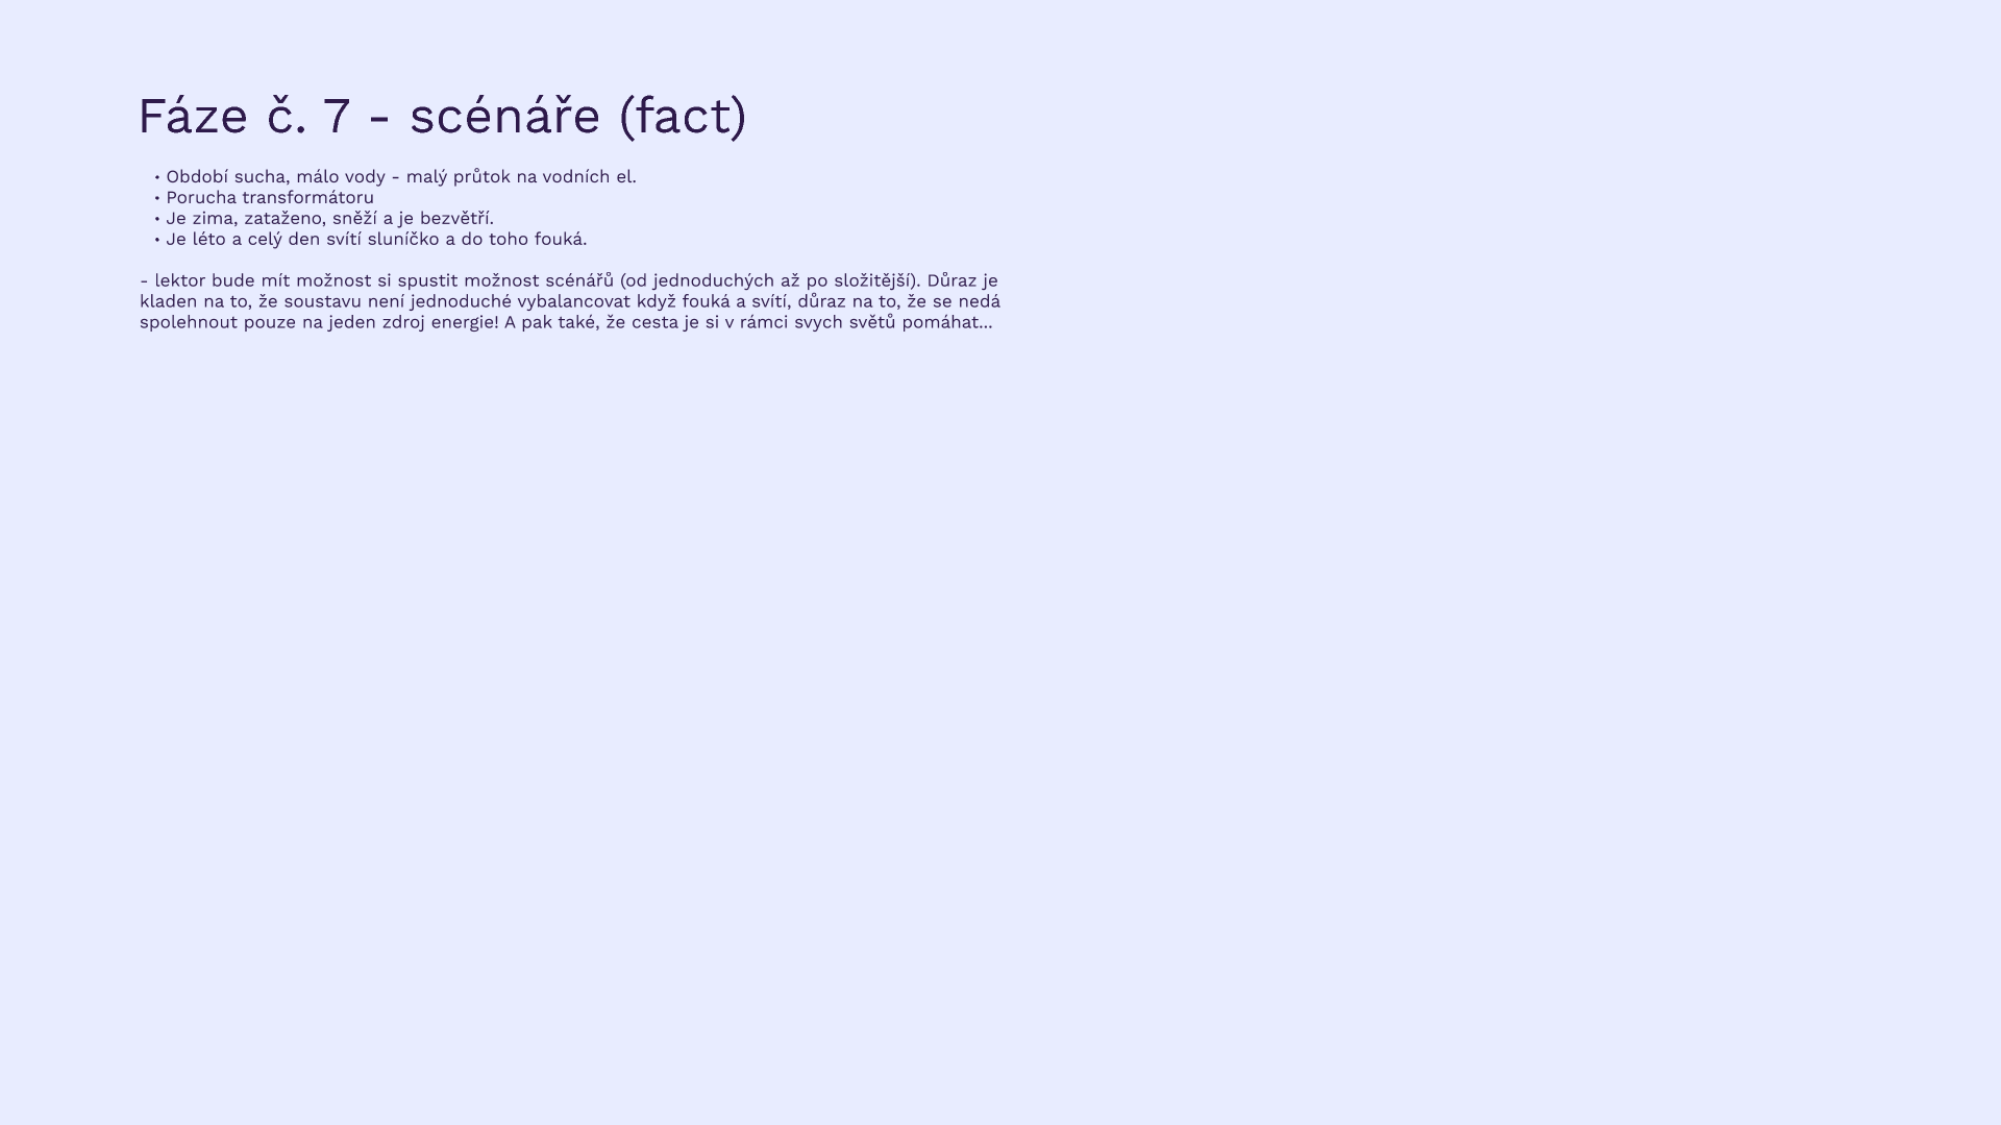 Fáze č. 7 - scénáře (fact)
• Období sucha, málo vody - malý průtok na vodních el.
• Porucha transformátoru
• Je zima, zataženo, sněží a je bezvětří.
• Je léto a celý den svítí sluníčko a do toho fouká.
- lektor bude mít možnost si spustit možnost scénářů (od jednoduchých až po složitější). Důraz je
kladen na to, že soustavu není jednoduché vybalancovat když fouká a svítí, důraz na to, že se nedá
spolehnout pouze na jeden zdroj energie! A pak také, že cesta je si v rámci svych světů pomáhat...